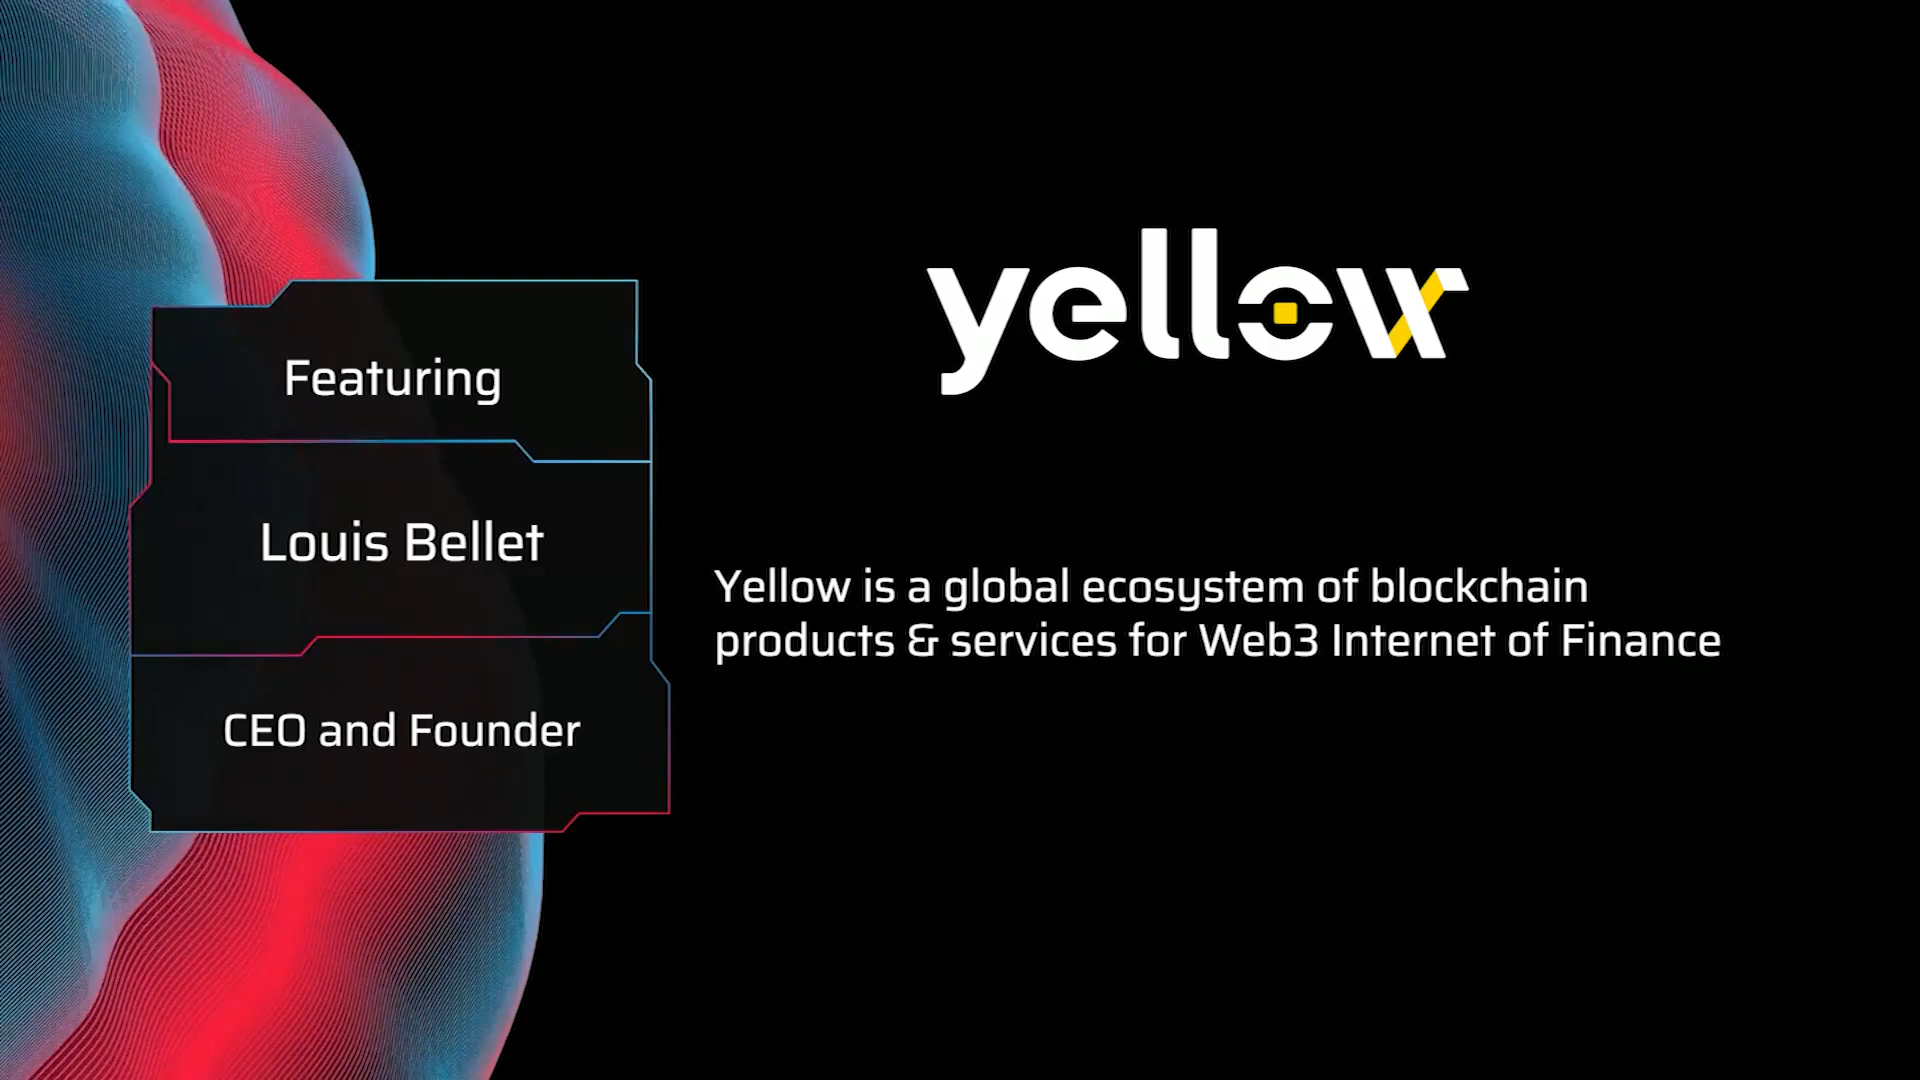 Featuring
Louis Bellet
CEO and Founder
yellow
Yellow is a global ecosystem of blockchain
products & services for Web3 Internet of Finance